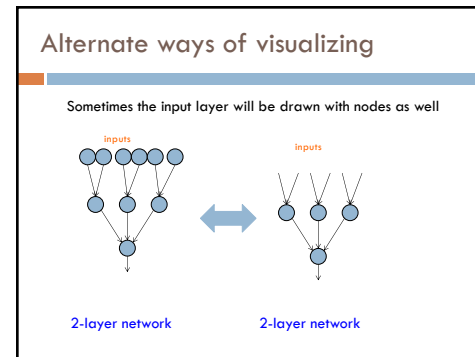 Alternate ways of visualizing
Sometimes the input layer will be drawn with nodes as well
inputs
inputs
2-layer network
2-layer network